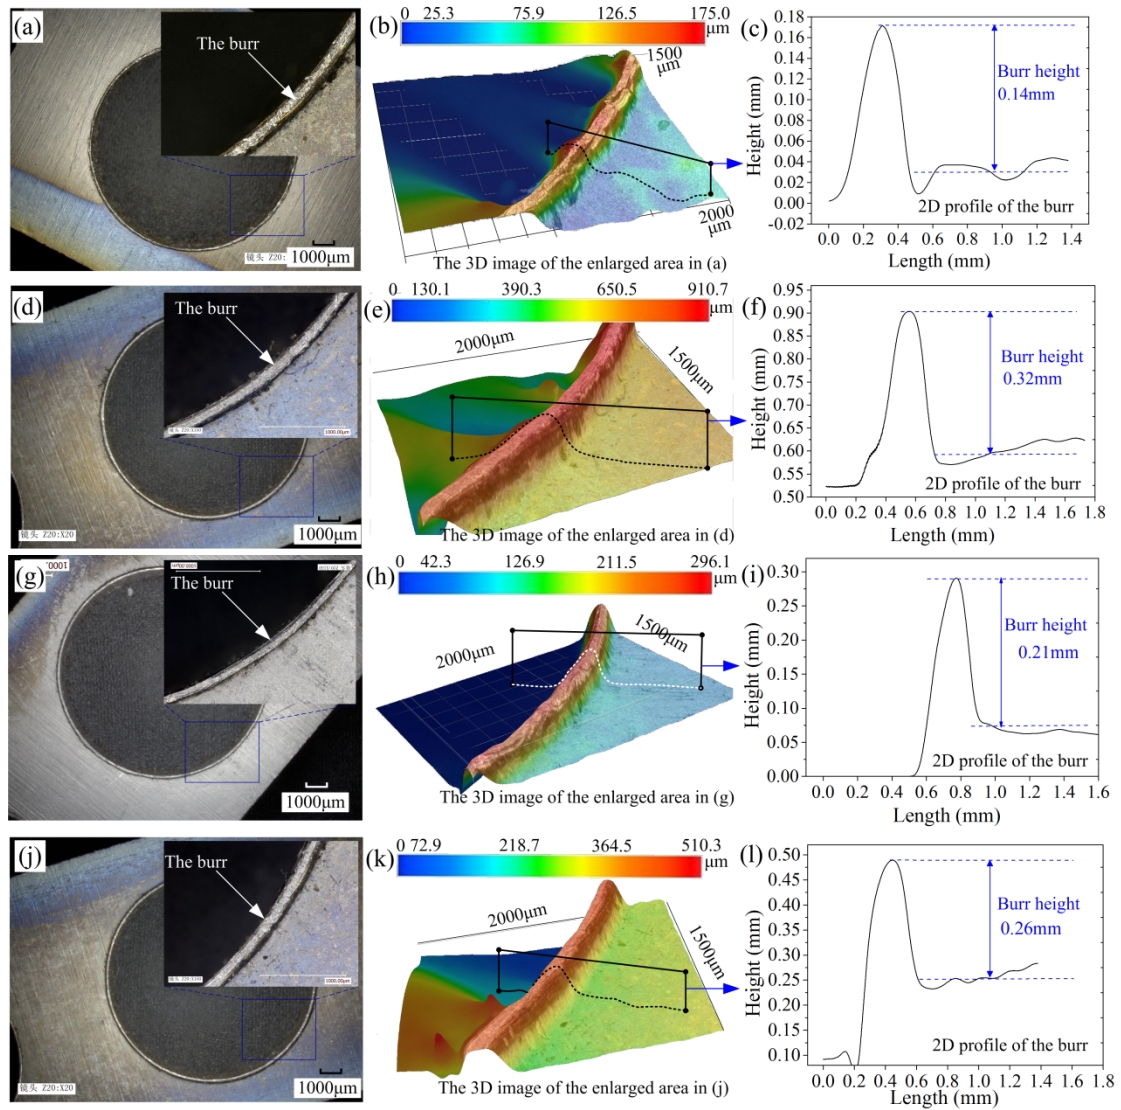 (a)
The burr
镜头 Z20:
1000μm
(b)
0 25.3 75.9 126.5 175.0
μm
1500
μm
2000
μm
The 3D image of the enlarged area in (a)
(c)
0.18
0.16
0.14
0.12
0.10
0.08
0.06
0.04
0.02
0.00
-0.02
Height (mm)
Burr height
0.14mm
2D profile of the burr
0.0 0.2 0.4 0.6 0.8 1.0 1.2 1.4
Length (mm)
(d)
The burr
1000.00μm
镜头 Z20:X20
1000μm
(e)
0. 130.1 390.3 650.5 910.7
μm
2000μm
1500μm
The 3D image of the enlarged area in (d)
(f)
0.95
0.90
0.85
0.80
0.75
0.70
0.65
0.60
0.55
0.50
Height (mm)
Burr height
0.32mm
2D profile of the burr
0.0 0.2 0.4 0.6 0.8 1.0 1.2 1.4 1.6 1.8
Length (mm)
(g)
1000.
The burr
1000μm
(h)
0 42.3 126.9 211.5 296.1
μm
2000μm
1500μm
The 3D image of the enlarged area in (g)
(i)
0.30
0.25
0.20
0.15
0.10
0.05
0.00
Height (mm)
Burr height
0.21mm
2D profile of the burr
0.0 0.2 0.4 0.6 0.8 1.0 1.2 1.4 1.6
Length (mm)
(j)
The burr
1000.00μm
镜头 Z20:X20
1000μm
(k)
0 72.9 218.7 364.5 510.3
μm
2000μm
1500μm
The 3D image of the enlarged area in (j)
(l)
0.50
0.45
0.40
0.35
0.30
0.25
0.20
0.15
0.10
Height (mm)
Burr height
0.26mm
2D profile of the burr
0.0 0.2 0.4 0.6 0.8 1.0 1.2 1.4 1.6 1.8
Length (mm)